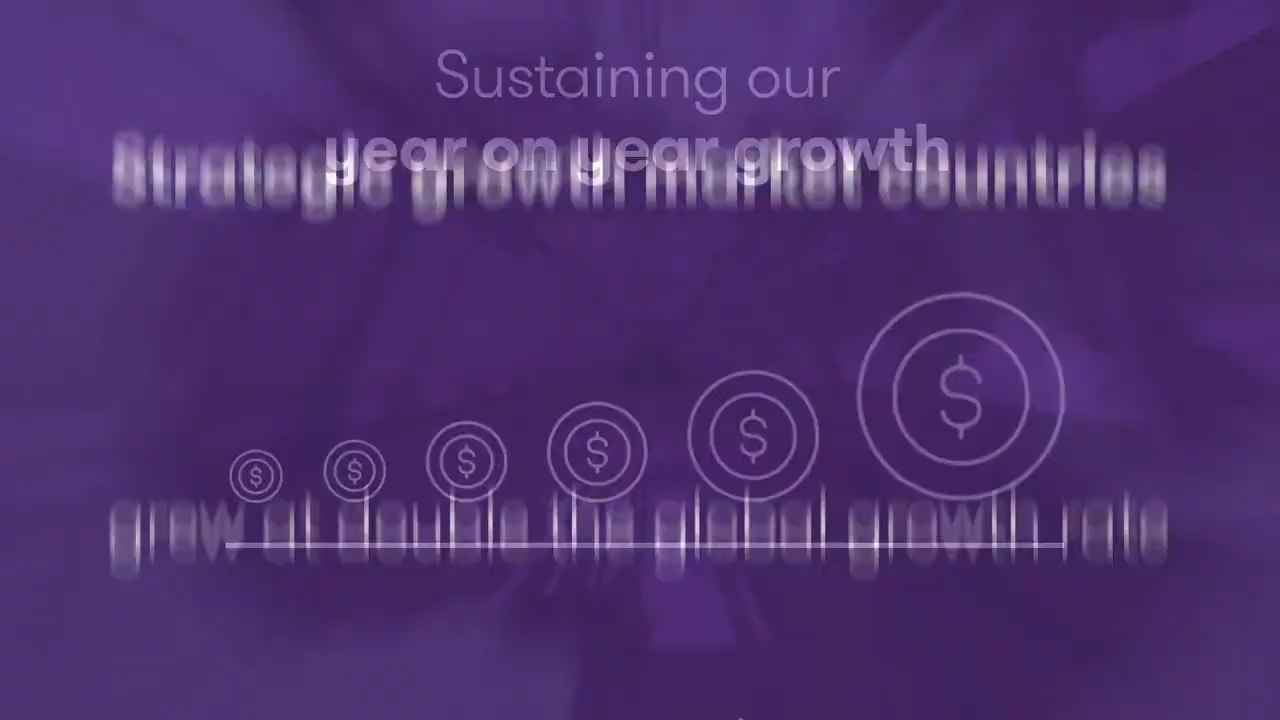 Sustaining our
year on year growth
Strategic growth market countries
$ $ $ $ $ $
grew at double the global growth rate